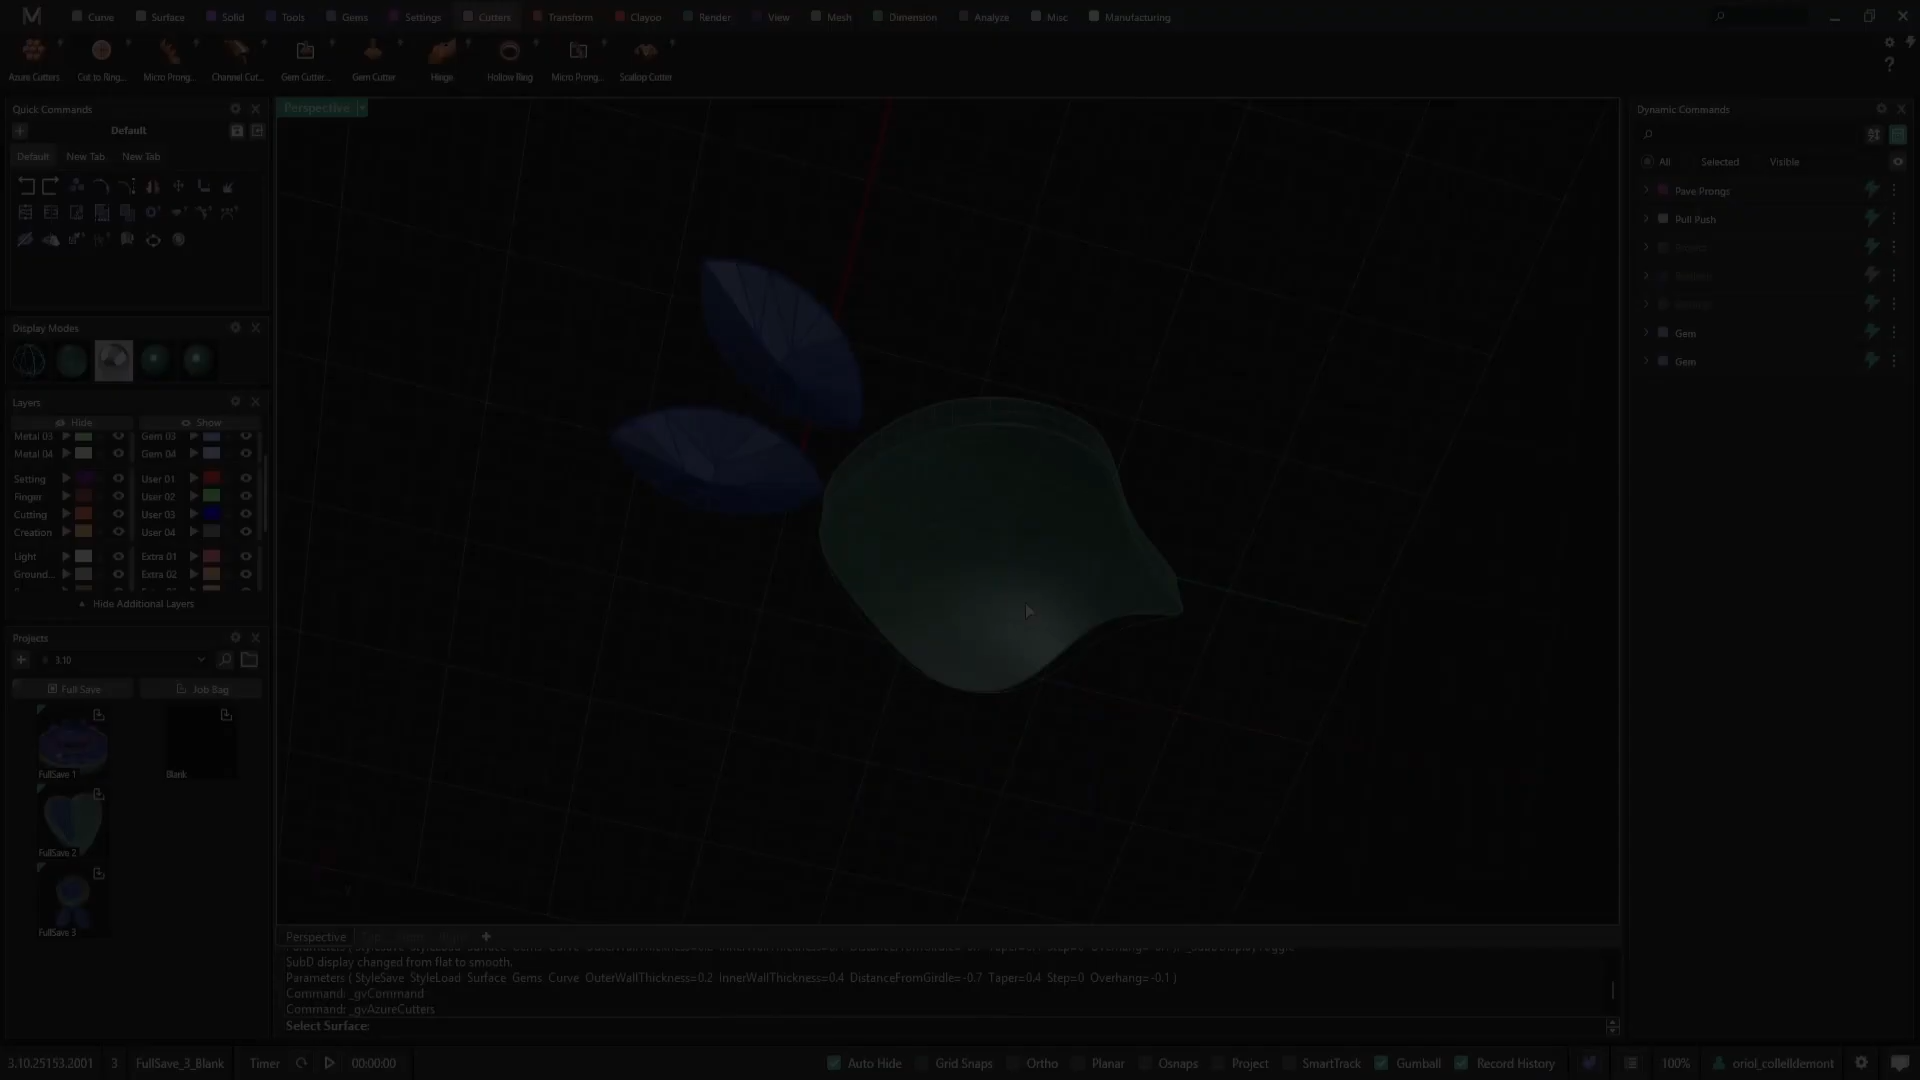 Curve Surface Solid Tools Gems Settings Cutters Transform Clayoo Render View Mesh Dimension Analyze Misc Manufacturing
Azure Cutters Cut to Ring... Micro Prong... Channel Cut... Gem Cutter... Gem Cutter Hinge Hollow Ring Micro Prong... Scallop Cutter
Quick Commands
Default
Default New Tab New Tab
Display Modes
Layers
Hide Show
Metal 03 Gem 03
Metal 04 Gem 04
Setting User 01
Finger User 02
Cutting User 03
Creation User 04
Light Extra 01
Ground... Extra 02
Hide Additional Layers
Projects
3.10
Full Save Job Bag
FullSave 1 Blank
FullSave 2
FullSave 3
Perspective
Perspective
SubD display changed from flat to smooth.
Parameters ( StyleSave StyleLoad Surface Gems Curve OuterWallThickness=0.2 InnerWallThickness=0.4 DistanceFromGirdle=-0.7 Taper=0.4 Step=0 Overhang=-0.1 )
Command: _gvCommand
Command: _gvAzureCutters
Select Surface:
Dynamic Commands
All Selected Visible
Pave Prongs
Pull Push
Gem
Gem
3.10.25153.2001 3 FullSave_3_Blank Timer 00:00:00 Auto Hide Grid Snaps Ortho Planar Osnaps Project SmartTrack Gumball Record History 100% oriol_collelldemont